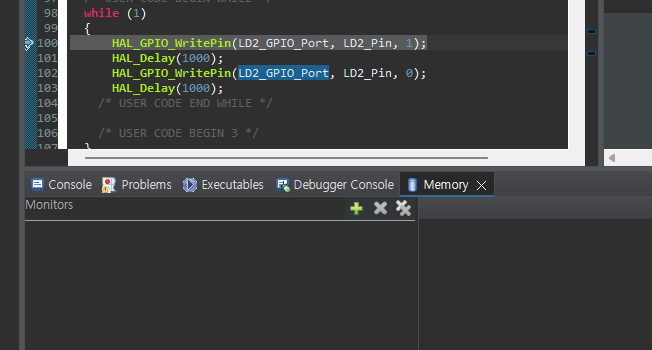 98 while (1)
99 {
100 HAL_GPIO_WritePin(LD2_GPIO_Port, LD2_Pin, 1);
101 HAL_Delay(1000);
102 HAL_GPIO_WritePin(LD2_GPIO_Port, LD2_Pin, 0);
103 HAL_Delay(1000);
104 /* USER CODE END WHILE */
105
106 /* USER CODE BEGIN 3 */
107 }
Console Problems Executables Debugger Console Memory
Monitors